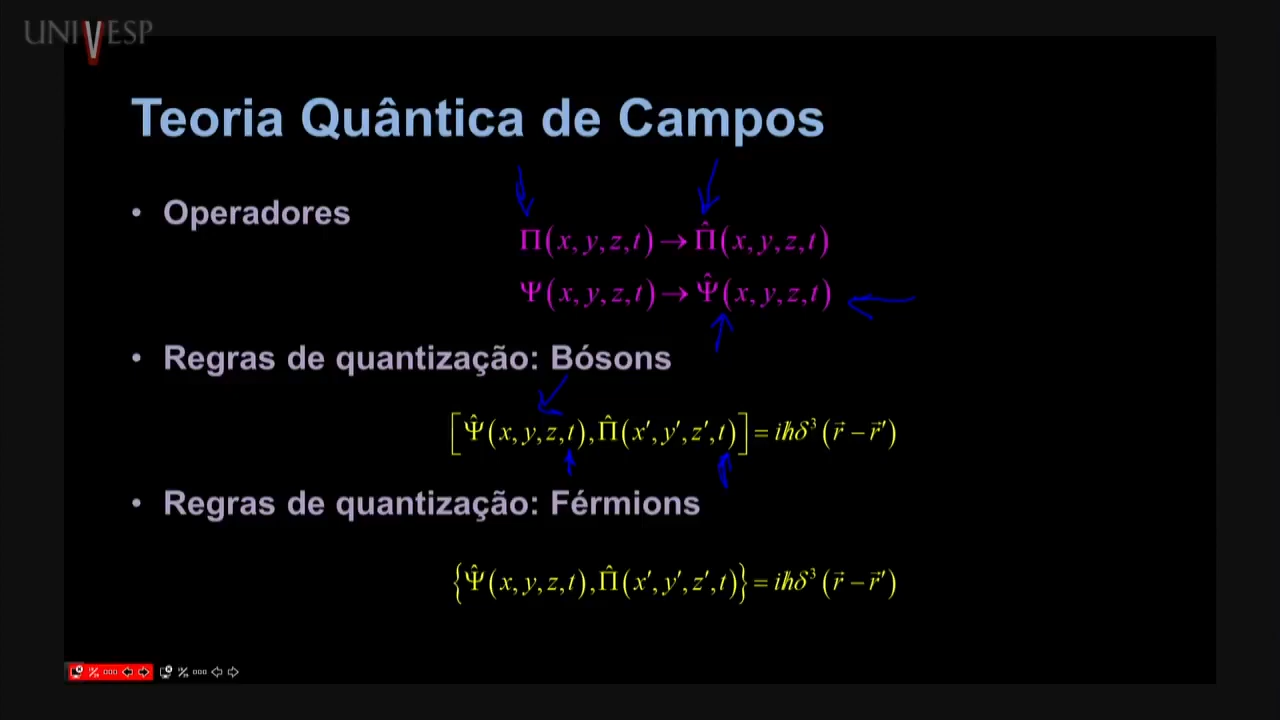 UNIVESP
Teoria Quântica de Campos
• Operadores
Π(x, y, z, t) → Π̂(x, y, z, t)
Ψ(x, y, z, t) → Ψ̂(x, y, z, t)
• Regras de quantização: Bósons
[Ψ̂(x, y, z, t), Π̂(x′, y′, z′, t)] = iħδ³(r⃗ − r⃗′)
• Regras de quantização: Férmions
{Ψ̂(x, y, z, t), Π̂(x′, y′, z′, t)} = iħδ³(r⃗ − r⃗′)